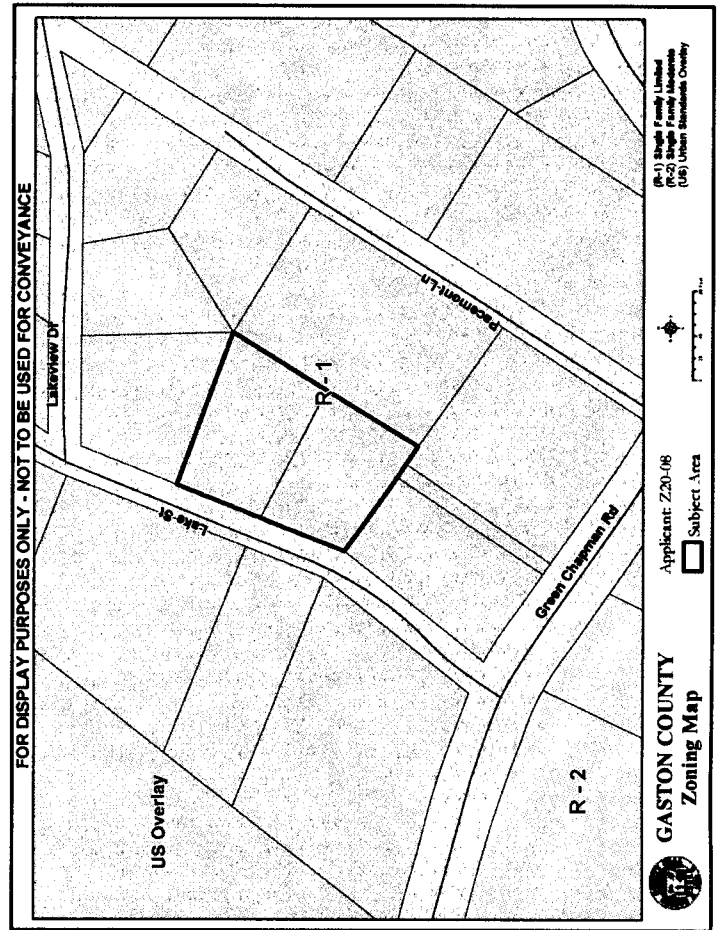 FOR DISPLAY PURPOSES ONLY - NOT TO BE USED FOR CONVEYANCE
Lakeview Dr
Lake St
R - 1
Pacemont Ln
US Overlay
Green Chapman Rd
R - 2
GASTON COUNTY
Zoning Map
Applicant: Z20-08
Subject Area
(R-1) Single Family Limited
(R-2) Single Family Moderate
(US) Urban Standards Overlay